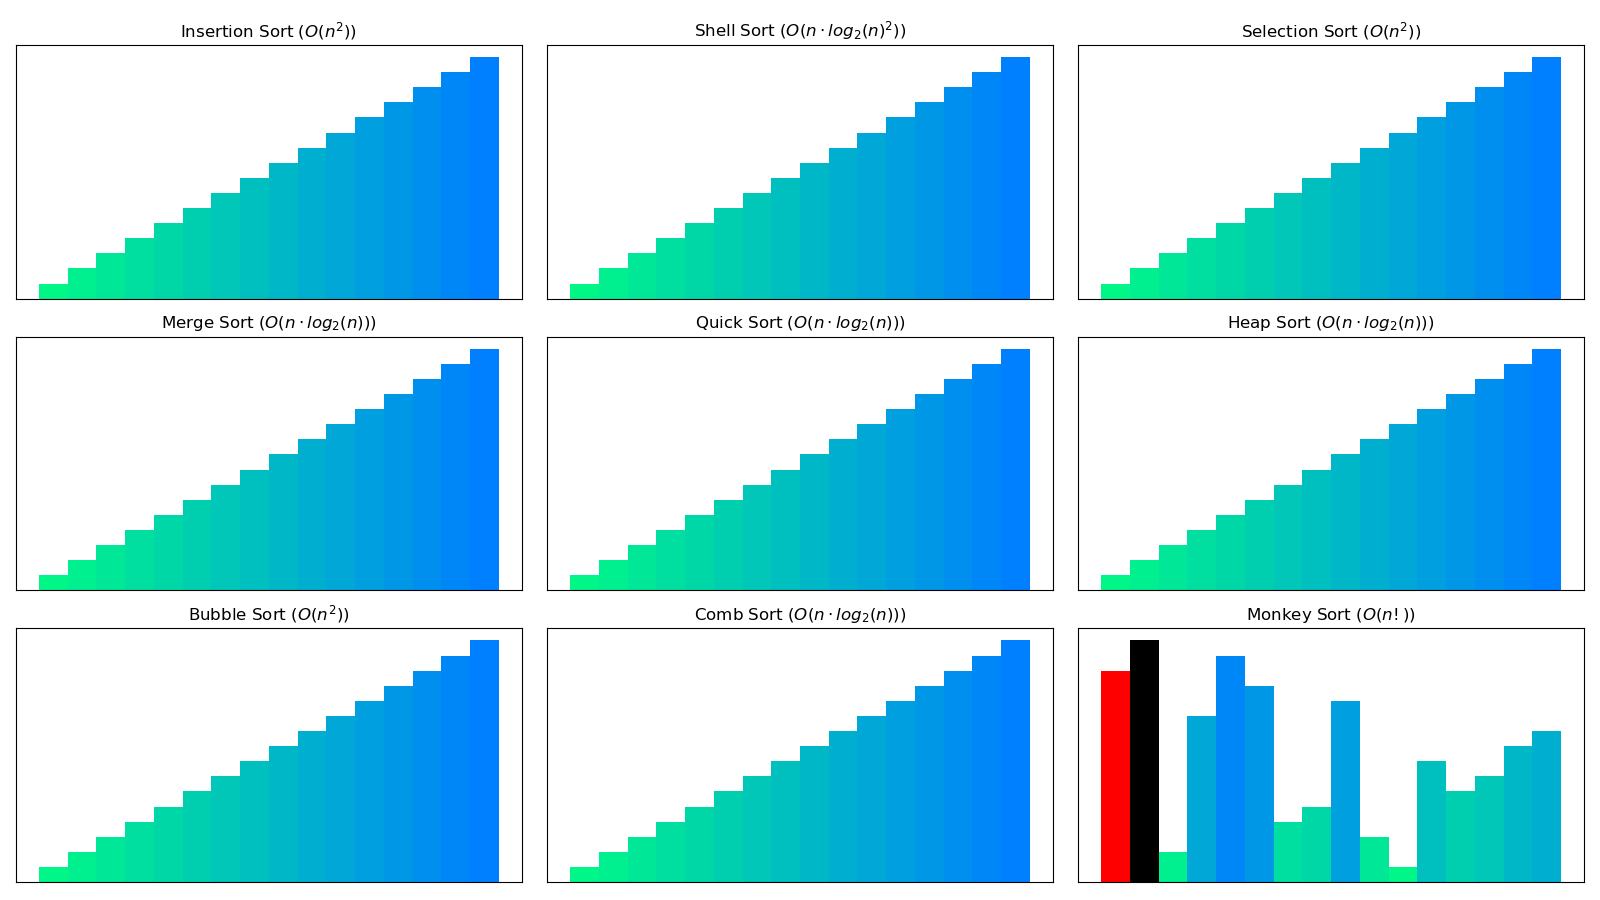 Insertion Sort (O(n²))
Shell Sort (O(n · log₂(n)²))
Selection Sort (O(n²))
Merge Sort (O(n · log₂(n)))
Quick Sort (O(n · log₂(n)))
Heap Sort (O(n · log₂(n)))
Bubble Sort (O(n²))
Comb Sort (O(n · log₂(n)))
Monkey Sort (O(n!))